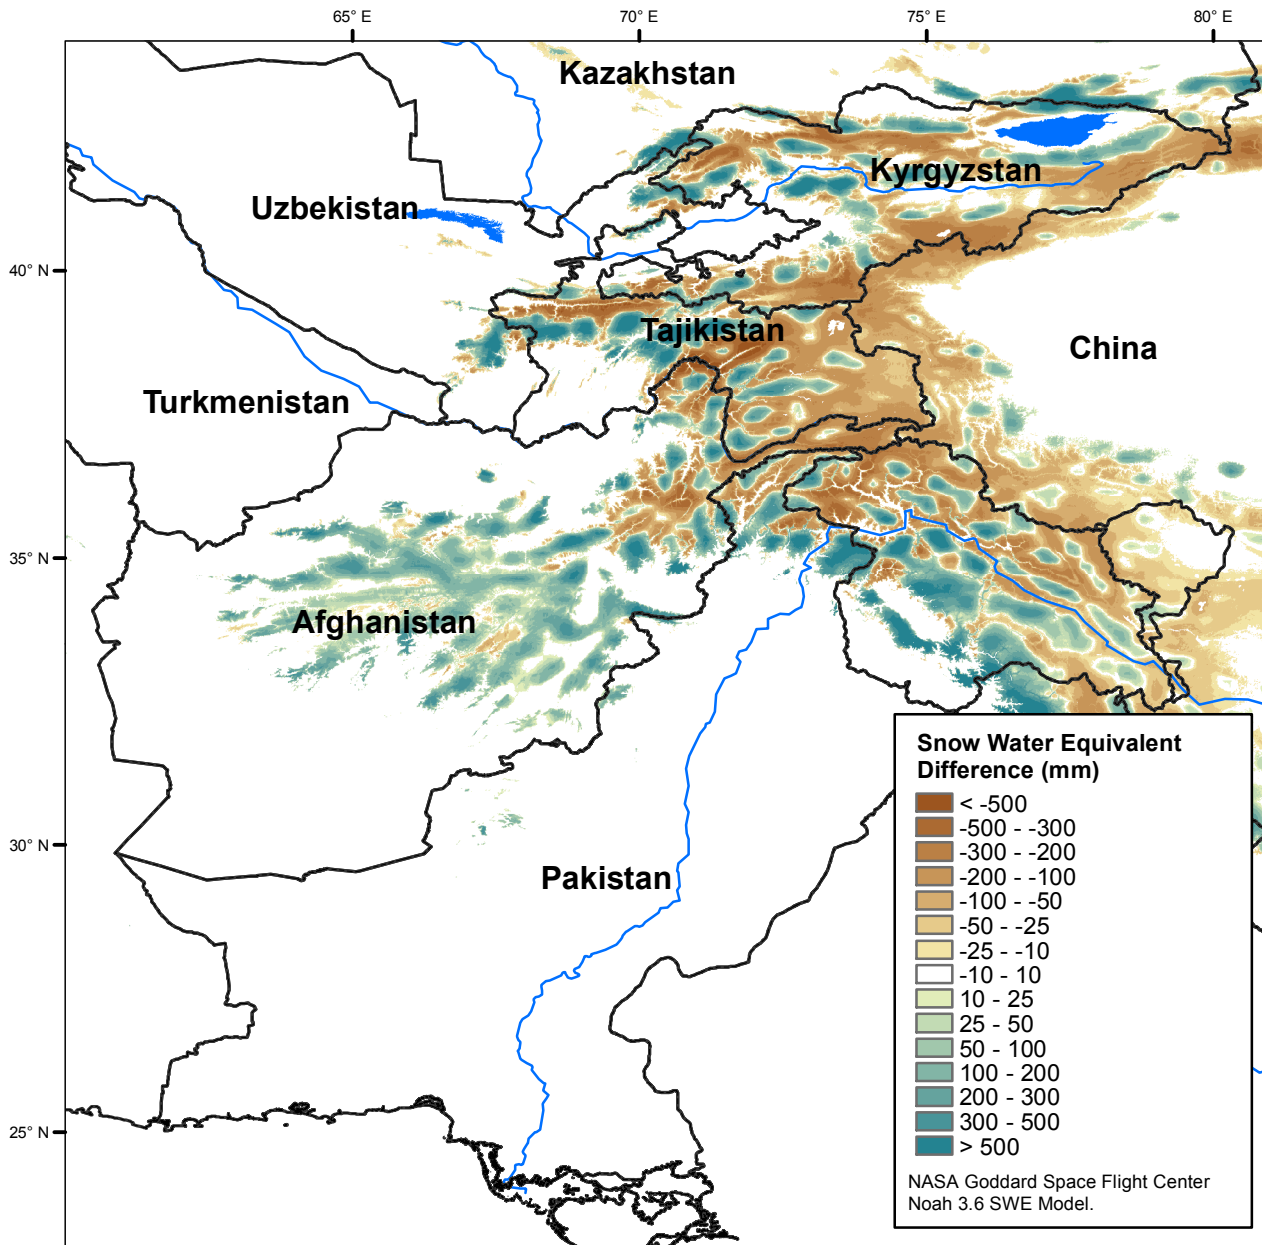 65° E
70° E
75° E
80° E
Kazakhstan
Kyrgyzstan
Uzbekistan
40° N
Tajikistan
China
Turkmenistan
35° N
Afghanistan
30° N
Pakistan
25° N
Snow Water Equivalent
Difference (mm)
< -500
-500 - -300
-300 - -200
-200 - -100
-100 - -50
-50 - -25
-25 - -10
-10 - 10
10 - 25
25 - 50
50 - 100
100 - 200
200 - 300
300 - 500
> 500
NASA Goddard Space Flight Center
Noah 3.6 SWE Model.